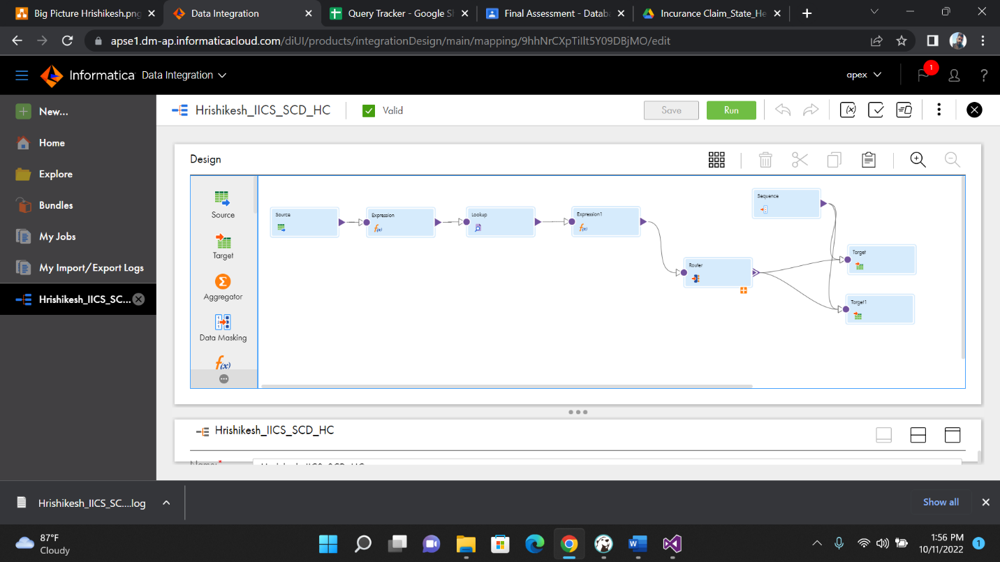 Big Picture Hrishikesh.png
Data Integration
Query Tracker - Google Sl
Final Assessment - Datab
Incurance Claim_State_He
apse1.dm-ap.informaticacloud.com/diUI/products/integrationDesign/main/mapping/9hhNrCXpTiIlt5Y09DBjMO/edit
Informatica Data Integration
apex
1
?
New...
Home
Explore
Bundles
My Jobs
My Import/Export Logs
Hrishikesh_IICS_SC...
Hrishikesh_IICS_SCD_HC
Valid
Save
Run
Design
Source
Target
Aggregator
Data Masking
f(x)
Source
Expression
f(x)
Lookup
Expression1
f(x)
Router
Sequence
Target
Target1
Hrishikesh_IICS_SCD_HC
Name:*
Hrishikesh_IICS_SCD_HC
Hrishikesh_IICS_SC....log
Show all
87°F
Cloudy
1:56 PM
10/11/2022
1